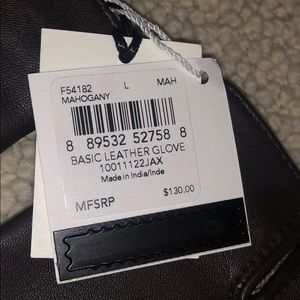 F54182 L MAH
MAHOGANY
8 89532 52758 8
BASIC LEATHER GLOVE
10011122JAX
Made in India/Inde
MFSRP $130.00